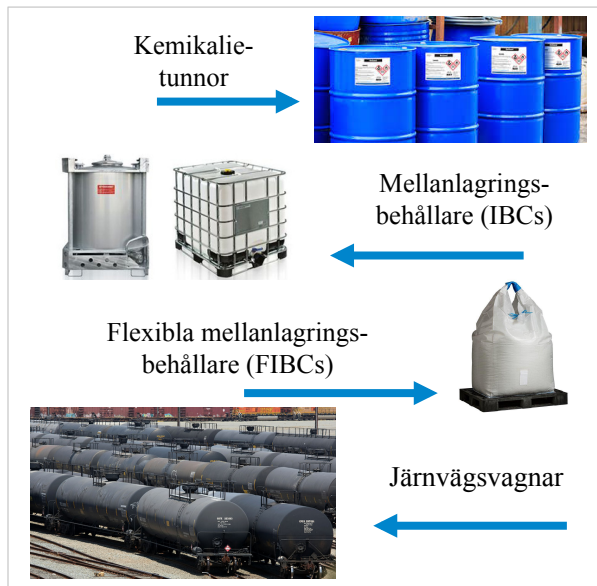 Kemikalie-
tunnor
Mellanlagrings-
behållare (IBCs)
Flexibla mellanlagrings-
behållare (FIBCs)
Järnvägsvagnar